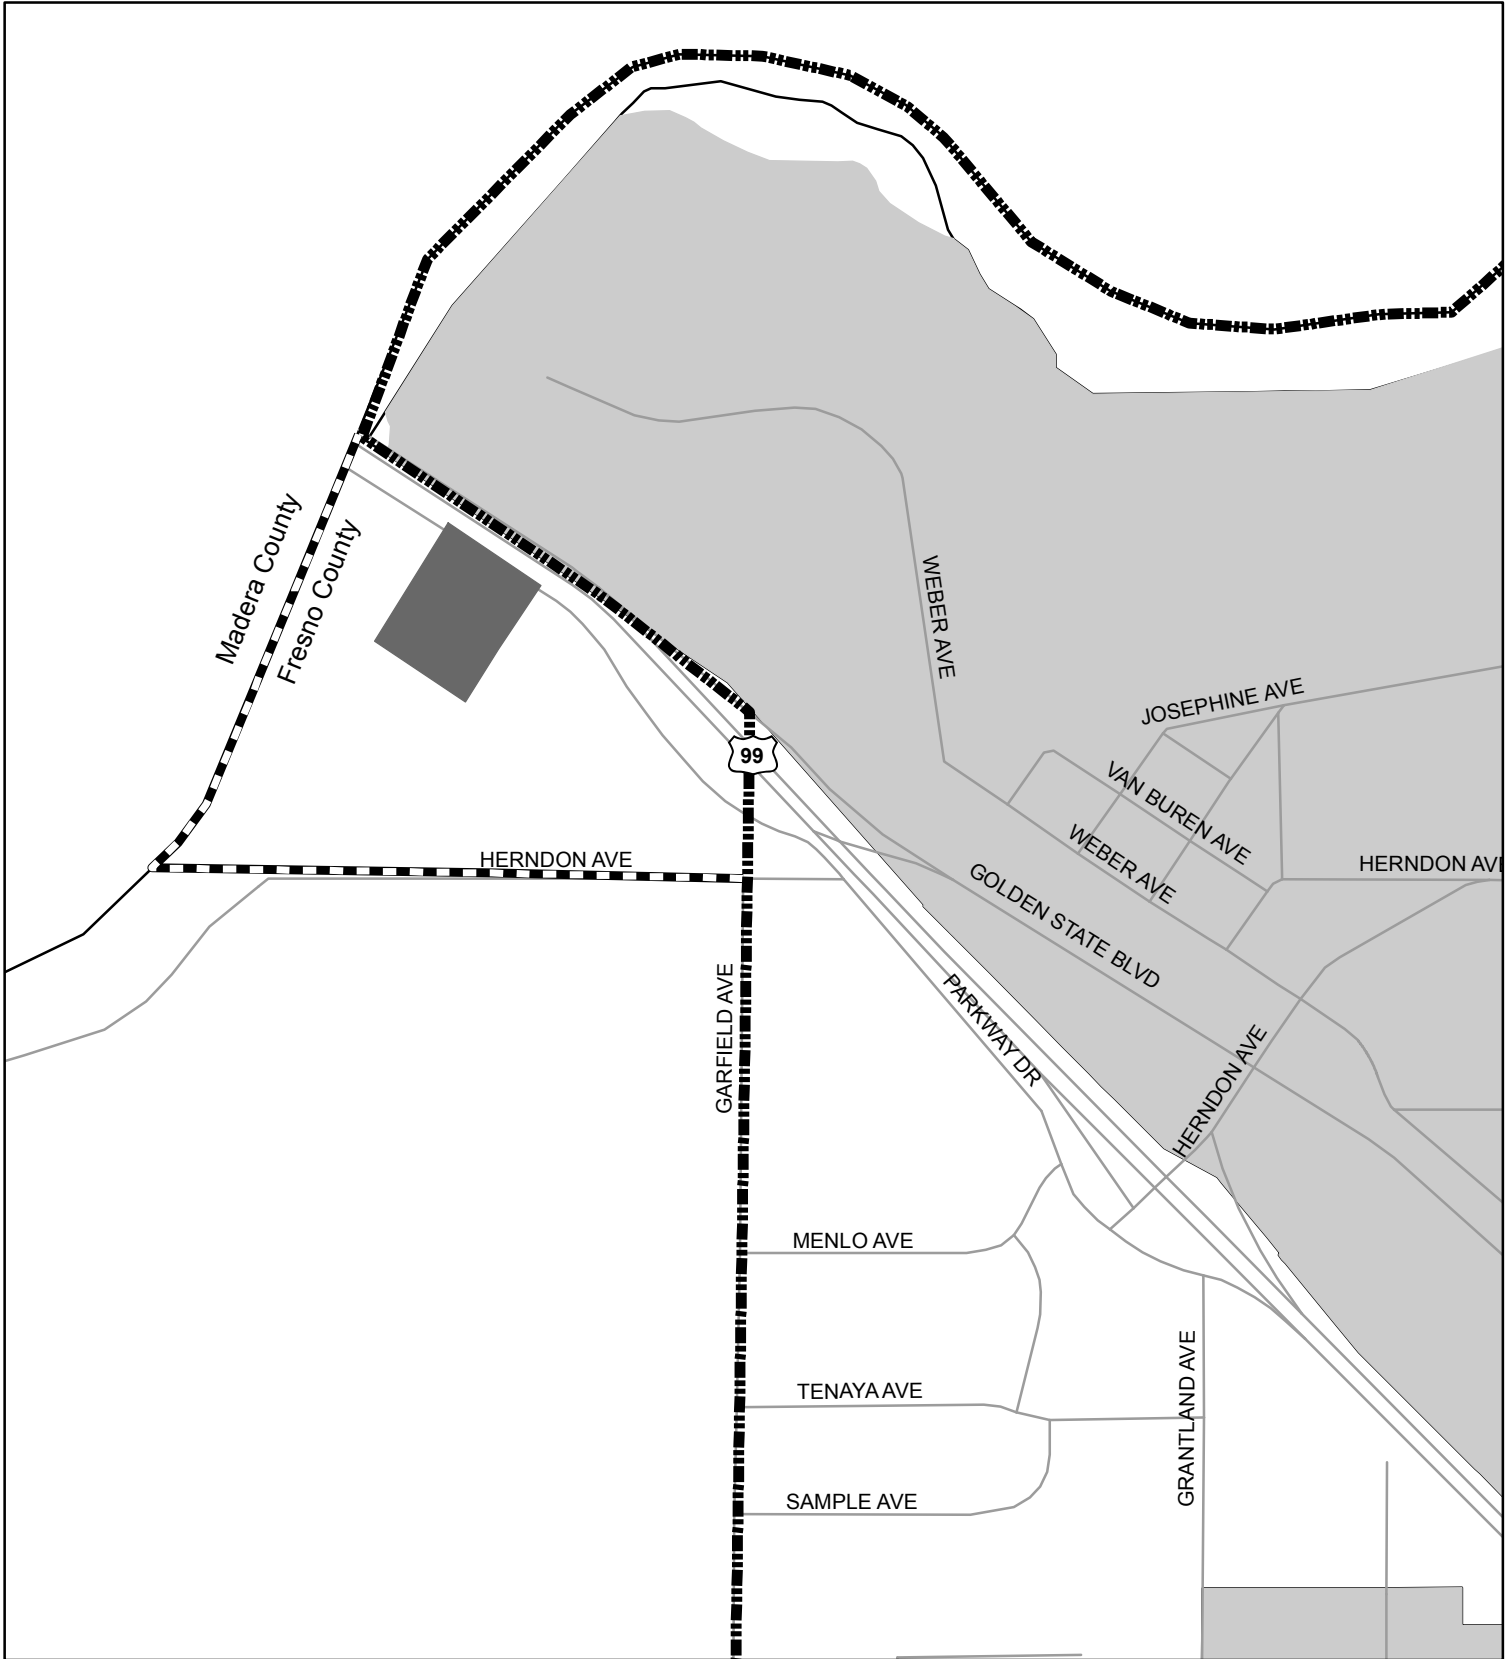 Madera County
Fresno County
WEBER AVE
JOSEPHINE AVE
99
VAN BUREN AVE
WEBER AVE
HERNDON AVE
HERNDON AVE
GOLDEN STATE BLVD
GARFIELD AVE
PARKWAY DR
HERNDON AVE
MENLO AVE
GRANTLAND AVE
TENAYA AVE
SAMPLE AVE